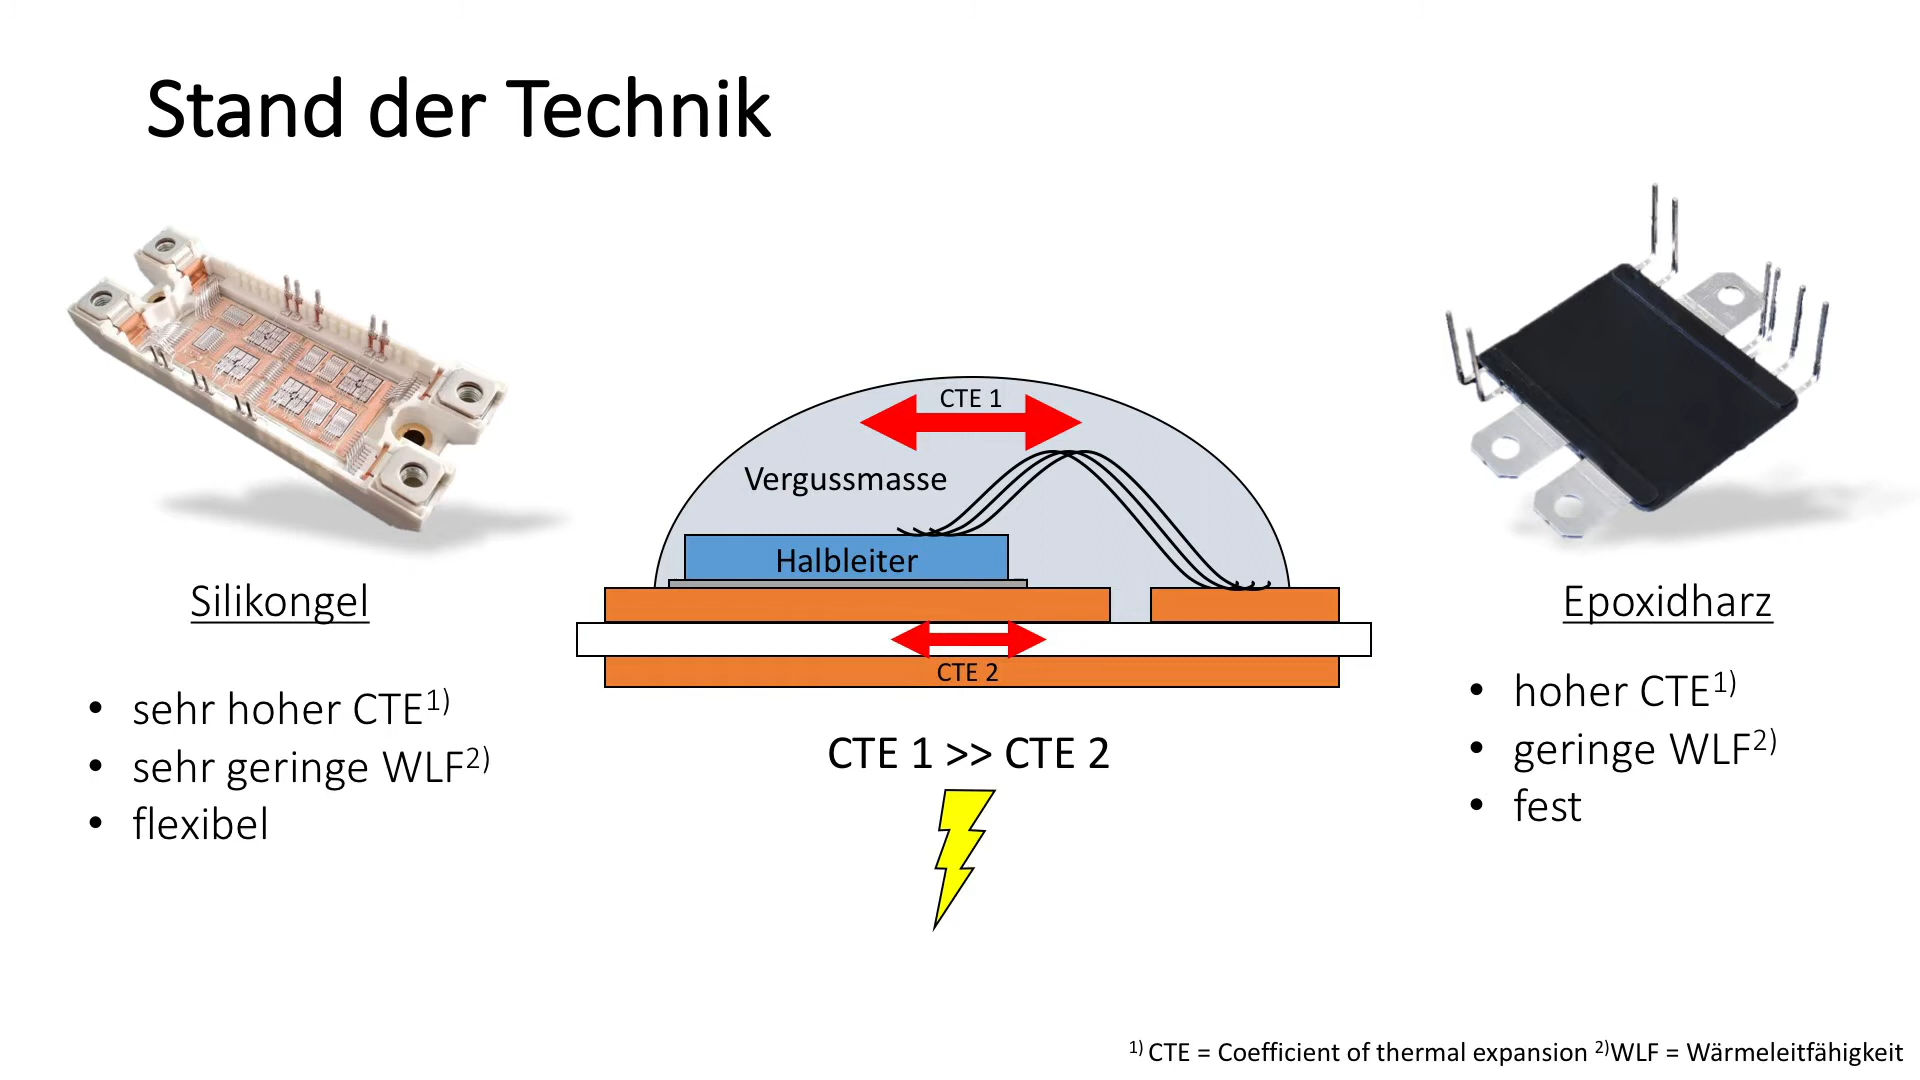 Stand der Technik
Silikongel
• sehr hoher CTE1)
• sehr geringe WLF2)
• flexibel
CTE 1
Vergussmasse
Halbleiter
CTE 2
CTE 1 >> CTE 2
Epoxidharz
• hoher CTE1)
• geringe WLF2)
• fest
1) CTE = Coefficient of thermal expansion 2)WLF = Wärmeleitfähigkeit